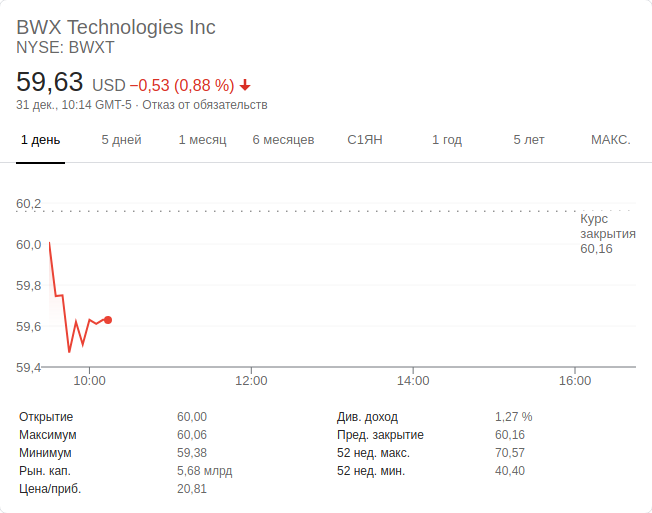 BWX Technologies Inc
NYSE: BWXT
59,63 USD −0,53 (0,88 %)
31 дек., 10:14 GMT-5 · Отказ от обязательств
1 день 5 дней 1 месяц 6 месяцев С1ЯН 1 год 5 лет МАКС.
60,2
Курс
закрытия
60,16
60,0
59,8
59,6
59,4
10:00 12:00 14:00 16:00
Открытие 60,00 Див. доход 1,27 %
Максимум 60,06 Пред. закрытие 60,16
Минимум 59,38 52 нед. макс. 70,57
Рын. кап. 5,68 млрд 52 нед. мин. 40,40
Цена/приб. 20,81